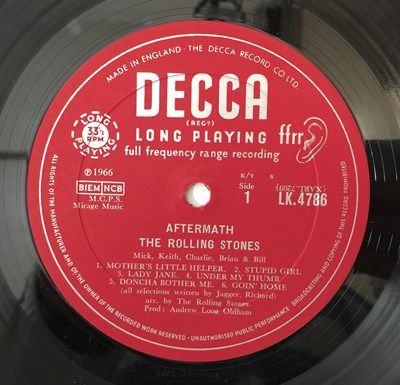 MADE IN ENGLAND · THE DECCA RECORD CO LTD.
DECCA
(REGD)
LONG PLAYING
ffrr
full frequency range recording
LONG PLAYING
33⅓
RPM
℗ 1966
BIEM NCB
M.C.P.S.
Mirage Music
K/T S
Side
1
LK.4786
AFTERMATH
THE ROLLING STONES
Mick, Keith, Charlie, Brian & Bill
1. MOTHER'S LITTLE HELPER. 2. STUPID GIRL
3. LADY JANE. 4. UNDER MY THUMB
5. DONCHA BOTHER ME. 6. GOIN' HOME
(all selections written by Jagger, Richard)
arr. by The Rolling Stones
Prod: Andrew Long Oldham
ALL RIGHTS OF THE MANUFACTURER AND OF THE OWNER OF THE RECORDED WORK RESERVED · UNAUTHORISED PUBLIC PERFORMANCE BROADCASTING AND COPYING OF THIS RECORD PROHIBITED